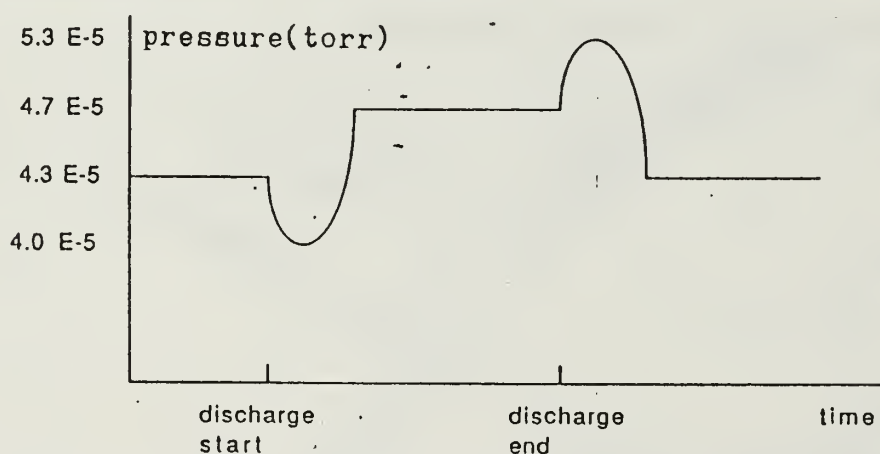 5.3 E-5
pressure(torr)
4.7 E-5
4.3 E-5
4.0 E-5
discharge
start
discharge
end
time